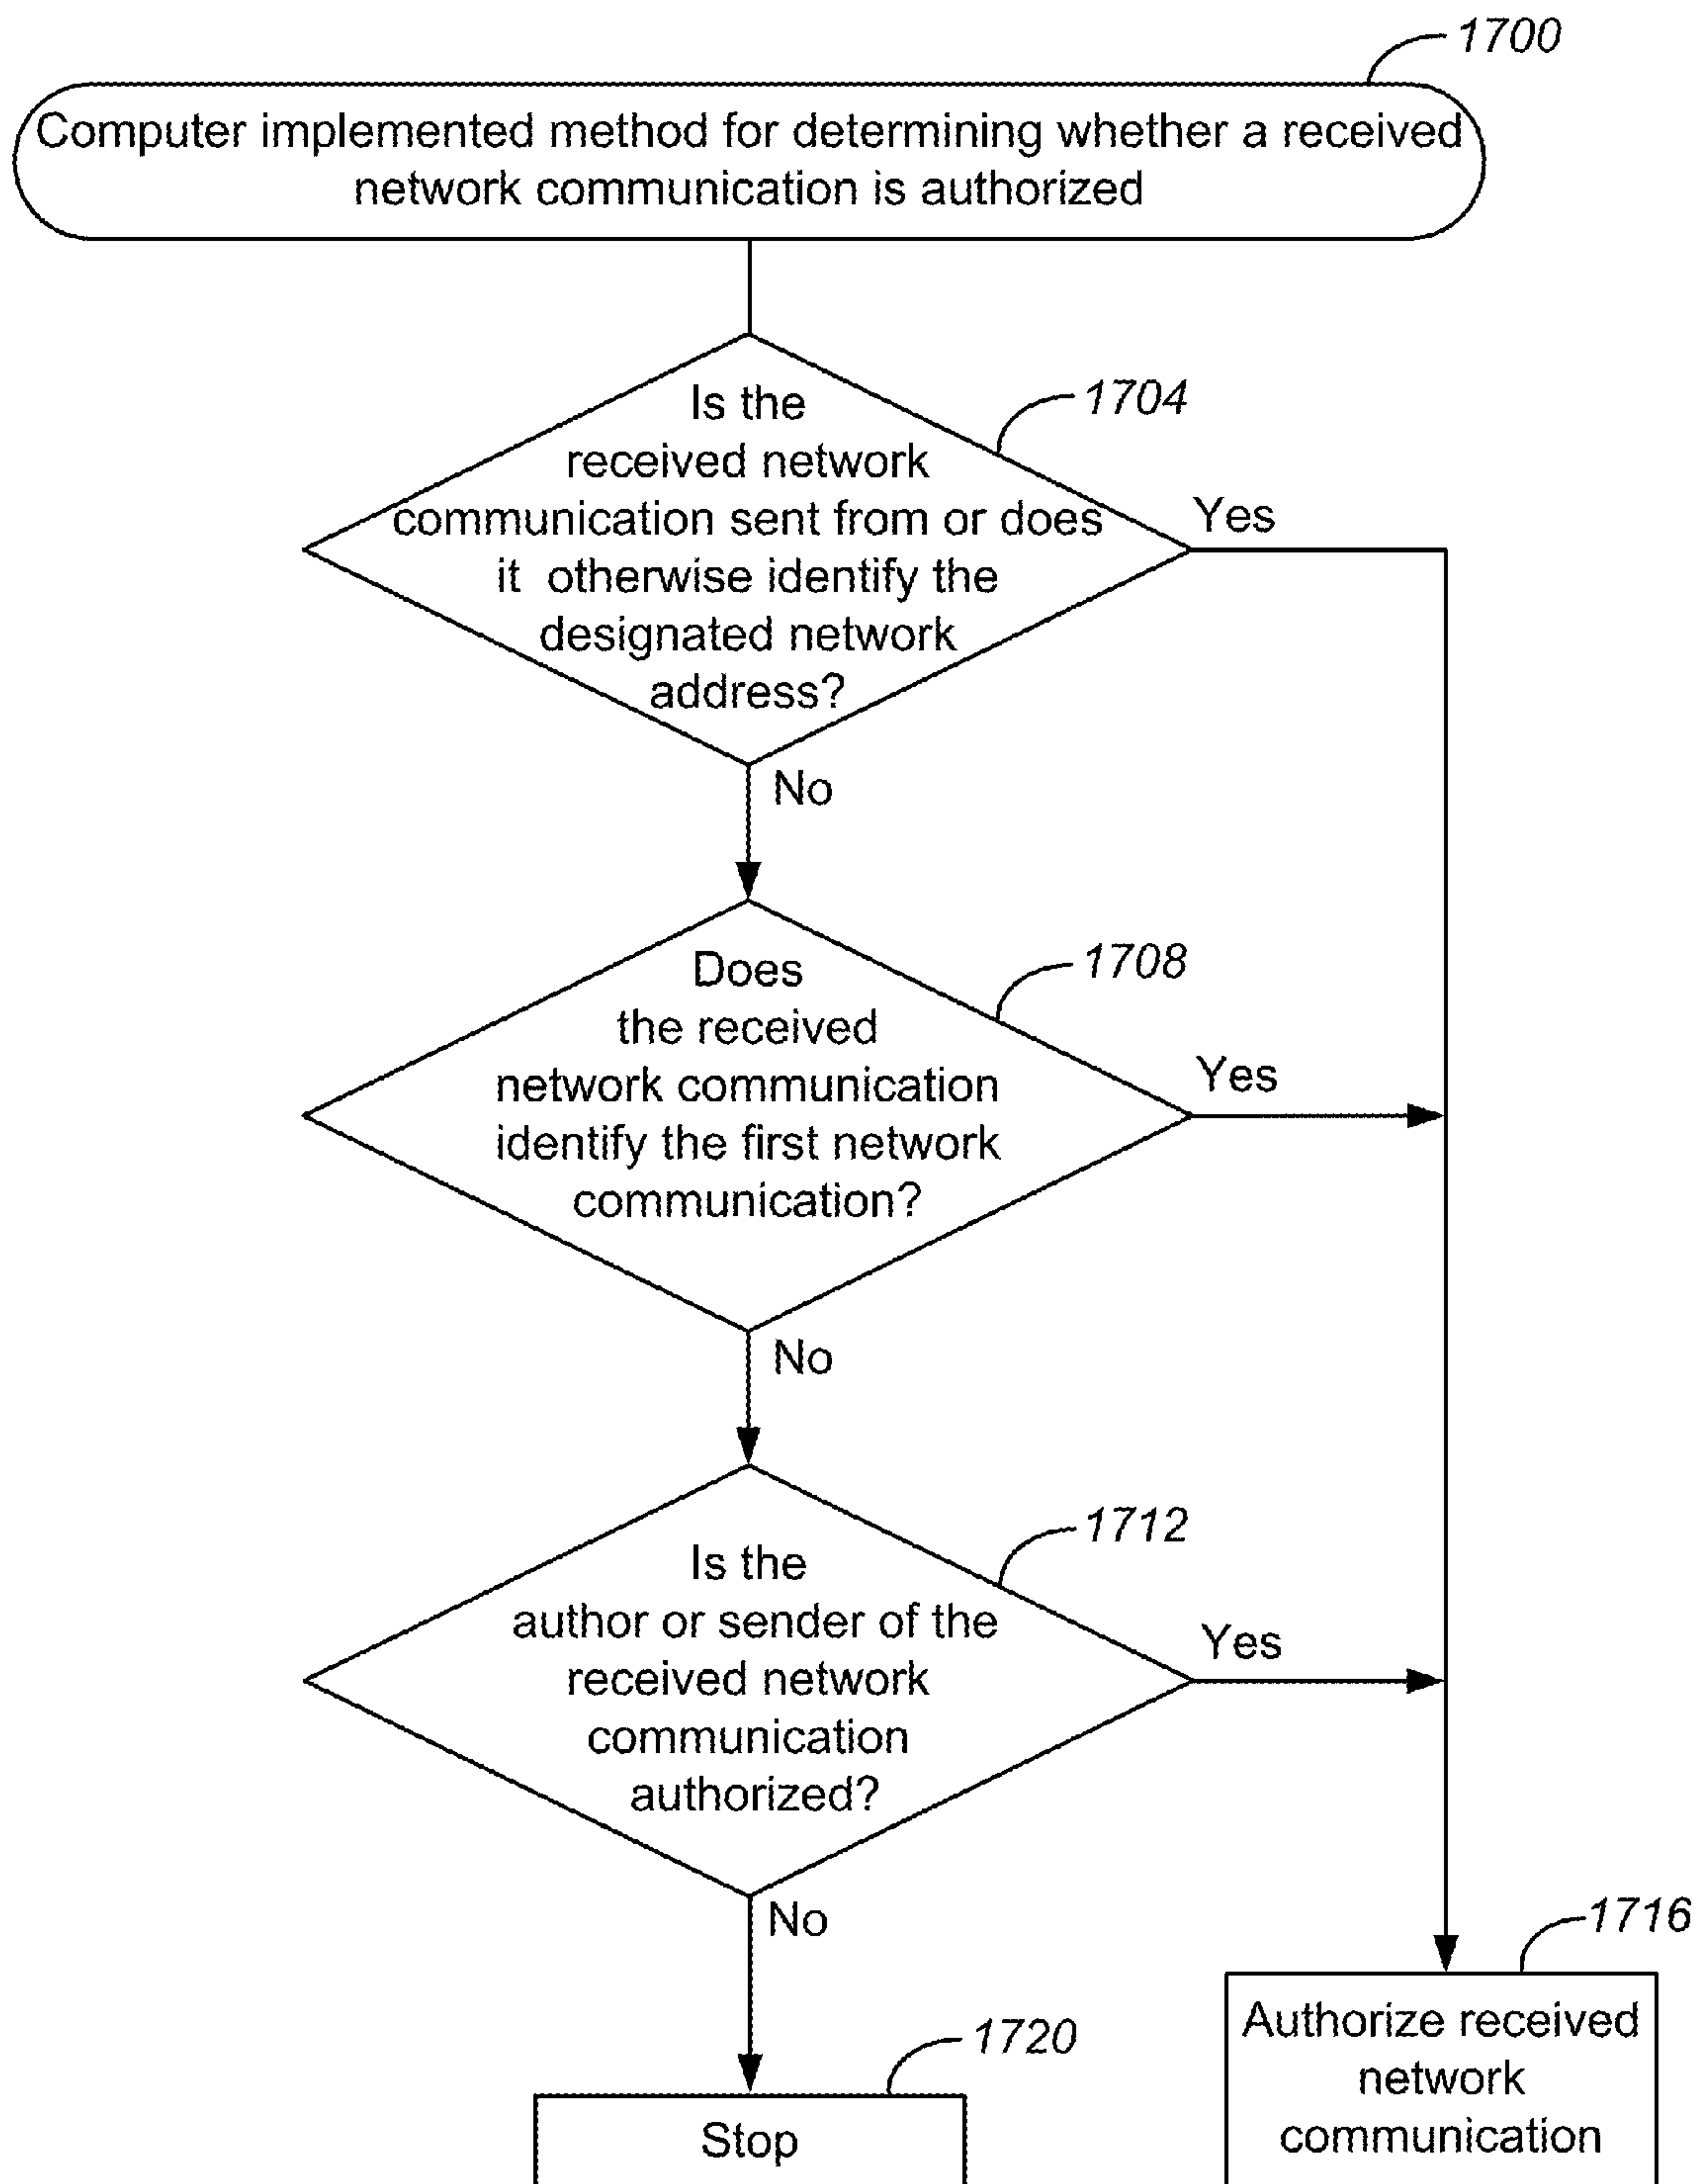 1700
Computer implemented method for determining whether a received
network communication is authorized
1704
Is the
received network
communication sent from or does
it otherwise identify the
designated network
address?
Yes
No
1708
Does
the received
network communication
identify the first network
communication?
Yes
No
1712
Is the
author or sender of the
received network
communication
authorized?
Yes
No
1716
Authorize received
network
communication
1720
Stop